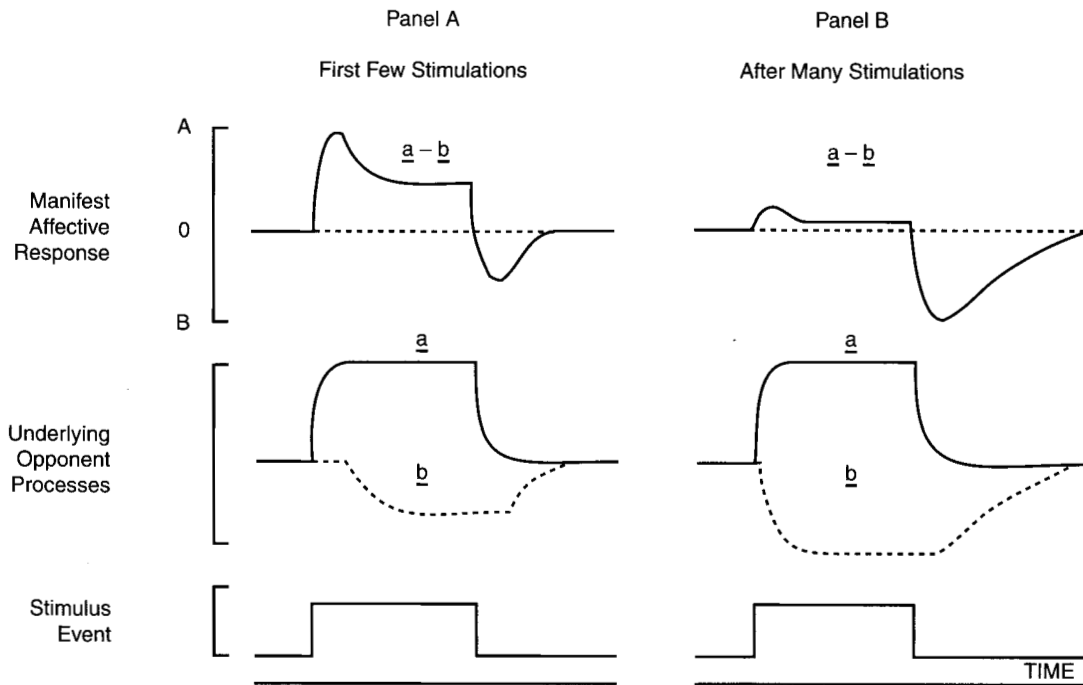 Panel A
Panel B
First Few Stimulations
After Many Stimulations
A
a – b
a – b
Manifest
Affective
Response
0
B
a
a
Underlying
Opponent
Processes
b
b
Stimulus
Event
TIME